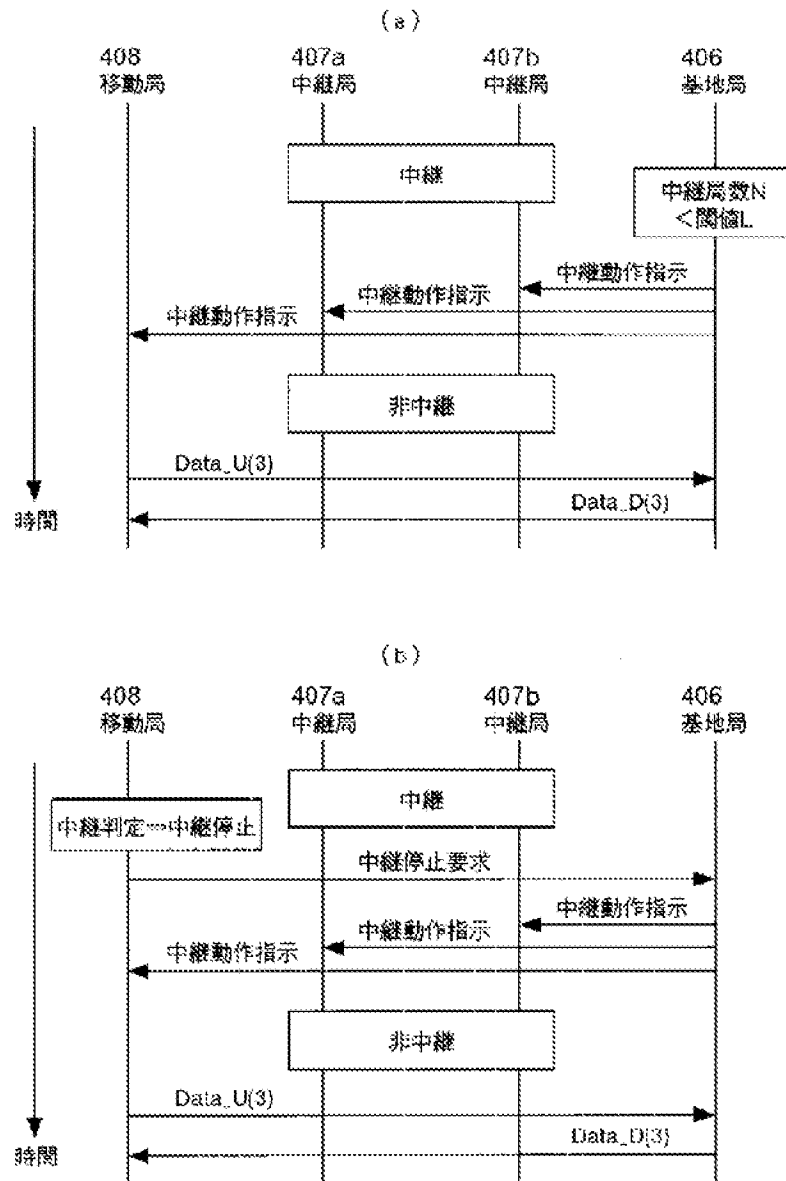 (a)
408 407a 407b 406
移動局 中継局 中継局 基地局
中継
中継局数N
<閾値L
中継動作指示
中継動作指示
中継動作指示
非中継
Data_U(3)
Data_D(3)
時間
(b)
408 407a 407b 406
移動局 中継局 中継局 基地局
中継
中継判定=中継停止
中継停止要求
中継動作指示
中継動作指示
中継動作指示
非中継
Data_U(3)
Data_D(3)
時間